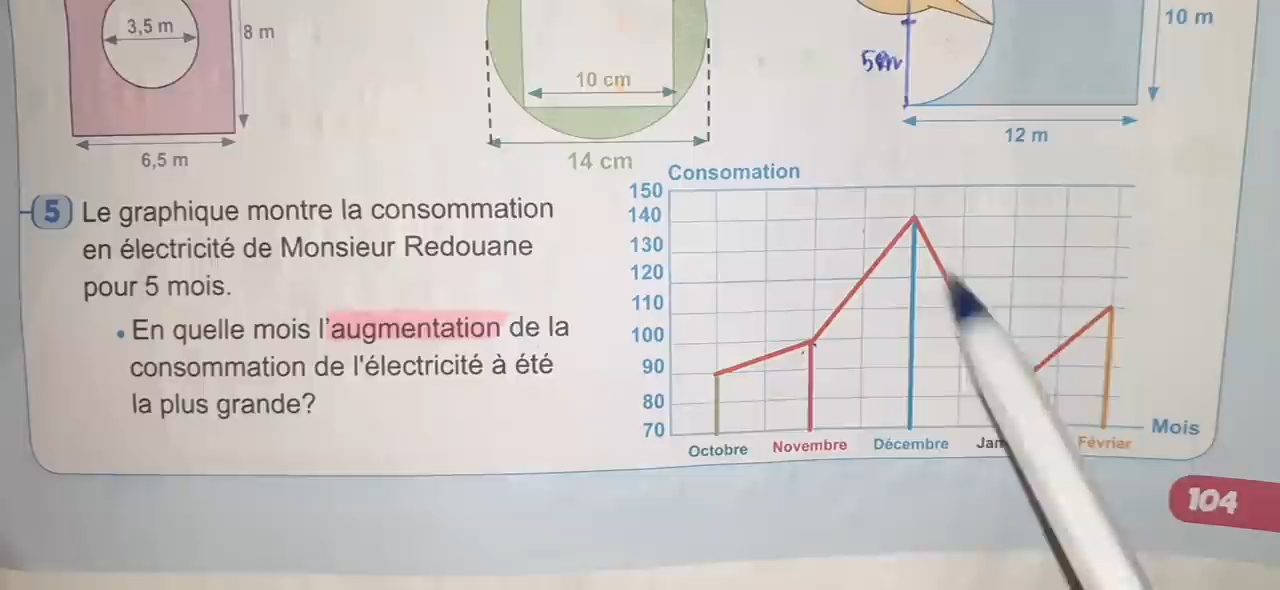 3,5 m
8 m
6,5 m
10 cm
14 cm
10 m
12 m
5 Le graphique montre la consommation
en électricité de Monsieur Redouane
pour 5 mois.
• En quelle mois l'augmentation de la
consommation de l'électricité à été
la plus grande?
Consomation
150
140
130
120
110
100
90
80
70
Octobre Novembre Décembre Jan Février
Mois
104